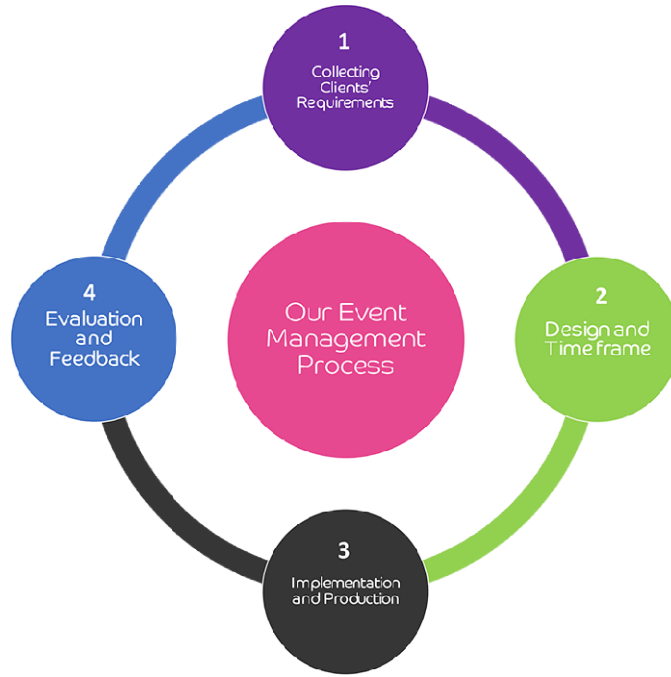 1
Collecting
Clients'
Requirements
2
Design and
Time frame
3
Implementation
and Production
4
Evaluation
and
Feedback
Our Event
Management
Process